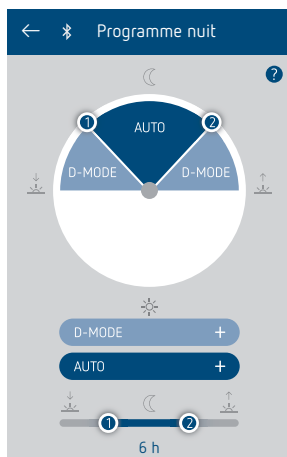 Programme nuit
?
1 AUTO 2
D-MODE D-MODE
D-MODE +
AUTO +
1 2
6 h